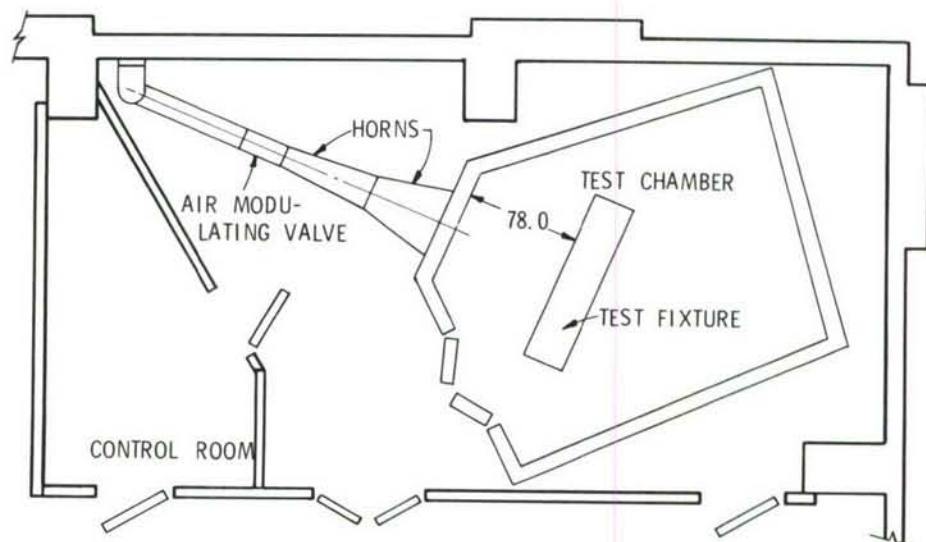 HORNS
TEST CHAMBER
AIR MODU-
LATING VALVE
78.0
TEST FIXTURE
CONTROL ROOM